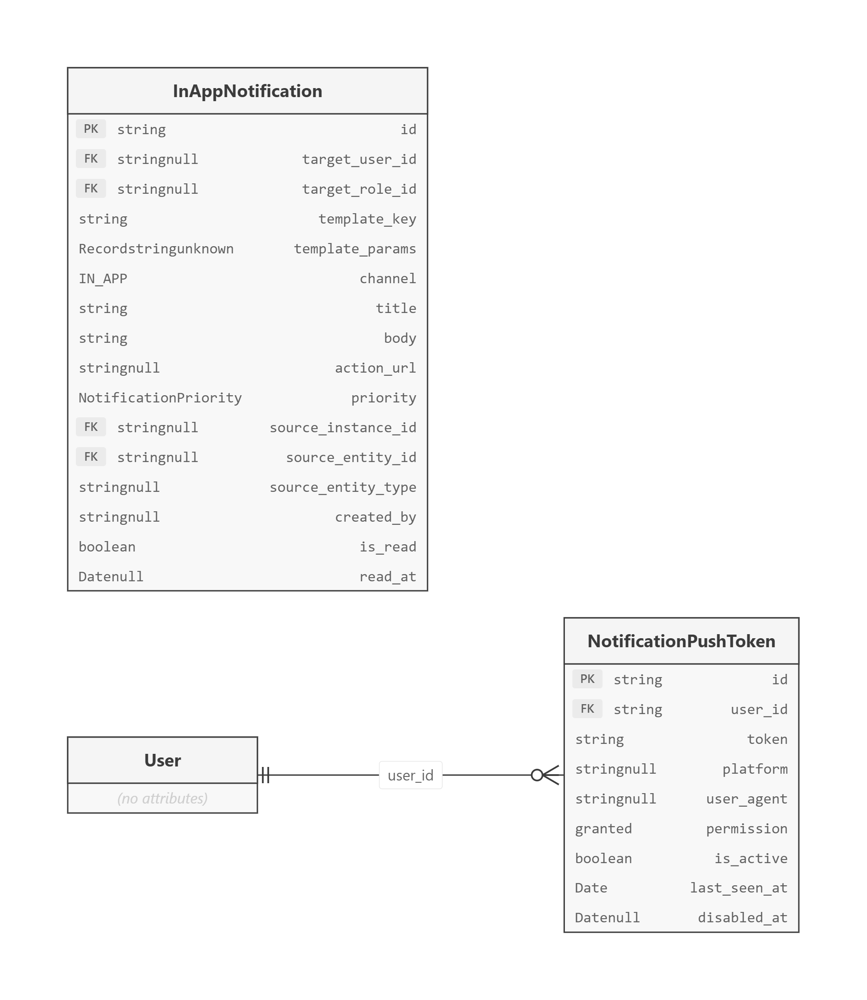 InAppNotification
PK string id
FK stringnull target_user_id
FK stringnull target_role_id
string template_key
Recordstringunknown template_params
IN_APP channel
string title
string body
stringnull action_url
NotificationPriority priority
FK stringnull source_instance_id
FK stringnull source_entity_id
stringnull source_entity_type
stringnull created_by
boolean is_read
Datenull read_at
NotificationPushToken
PK string id
FK string user_id
string token
stringnull platform
stringnull user_agent
granted permission
boolean is_active
Date last_seen_at
Datenull disabled_at
User
(no attributes)
user_id